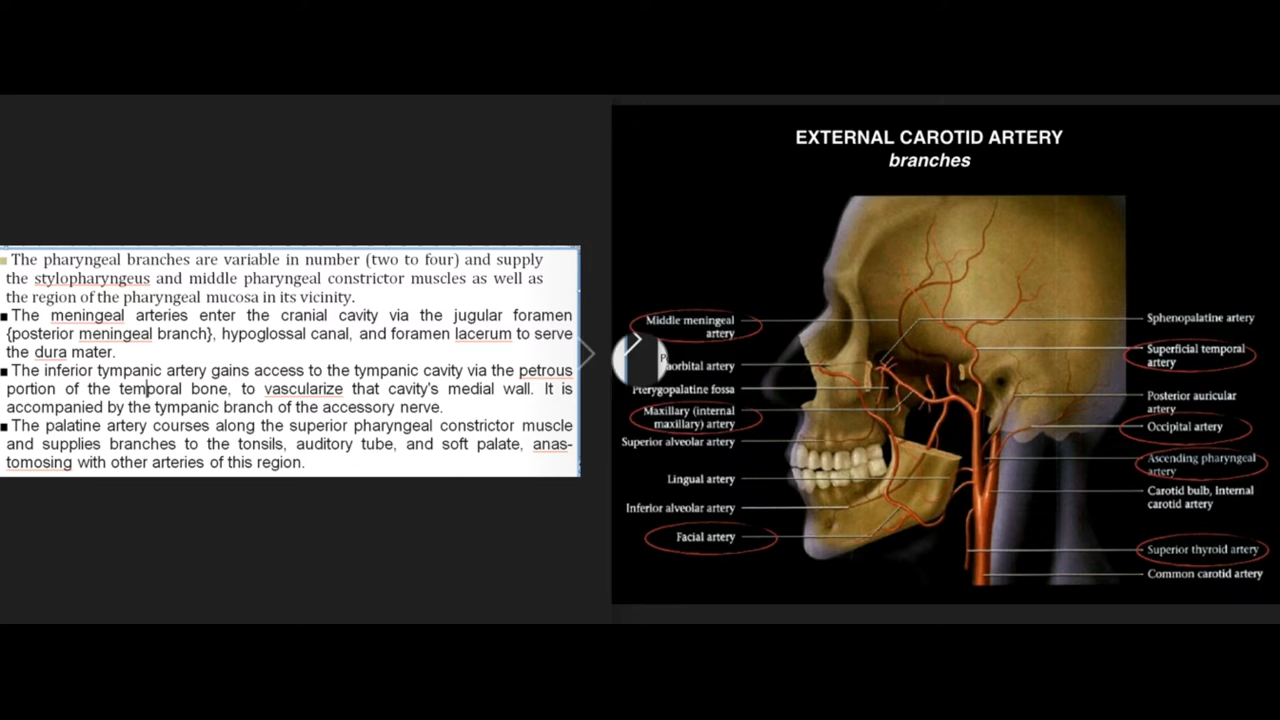 The pharyngeal branches are variable in number (two to four) and supply
the stylopharyngeus and middle pharyngeal constrictor muscles as well as
the region of the pharyngeal mucosa in its vicinity.
The meningeal arteries enter the cranial cavity via the jugular foramen
{posterior meningeal branch}, hypoglossal canal, and foramen lacerum to serve
the dura mater.
The inferior tympanic artery gains access to the tympanic cavity via the petrous
portion of the temporal bone, to vascularize that cavity's medial wall. It is
accompanied by the tympanic branch of the accessory nerve.
The palatine artery courses along the superior pharyngeal constrictor muscle
and supplies branches to the tonsils, auditory tube, and soft palate, anas-
tomosing with other arteries of this region.
EXTERNAL CAROTID ARTERY
branches
Middle meningeal
artery
artery
Pterygopalatine fossa
Maxillary (internal
maxillary) artery
Superior alveolar artery
Lingual artery
Inferior alveolar artery
Facial artery
Sphenopalatine artery
Superficial temporal
artery
Posterior auricular
artery
Occipital artery
Ascending pharyngeal
artery
Carotid bulb, Internal
carotid artery
Superior thyroid artery
Common carotid artery